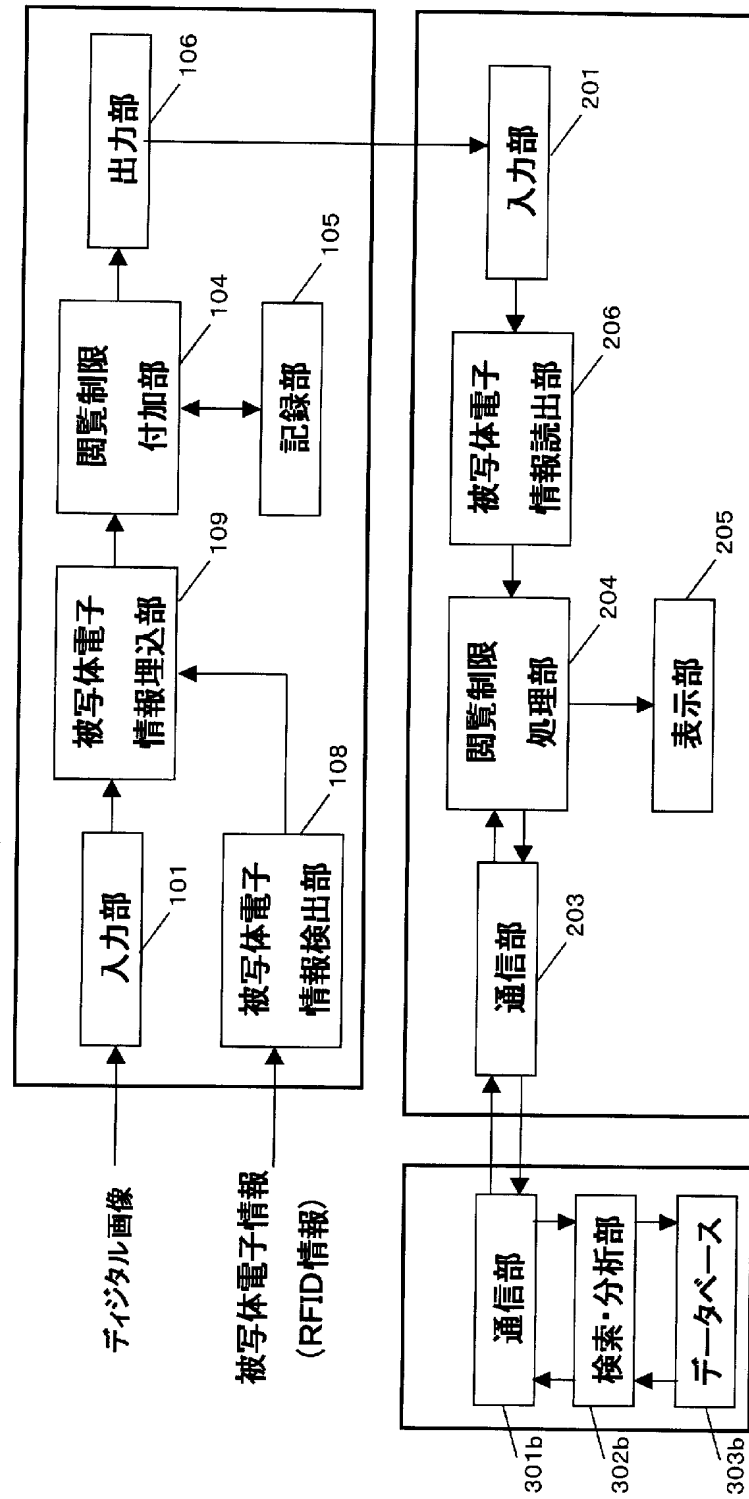 ディジタル画像
被写体電子情報
(RFID情報)
入力部
101
被写体電子
情報検出部
108
被写体電子
情報埋込部
109
閲覧制限
付加部
104
記録部
105
出力部
106
入力部
201
被写体電子
情報読出部
206
閲覧制限
処理部
204
表示部
205
通信部
203
通信部
301b
検索・分析部
302b
データベース
303b